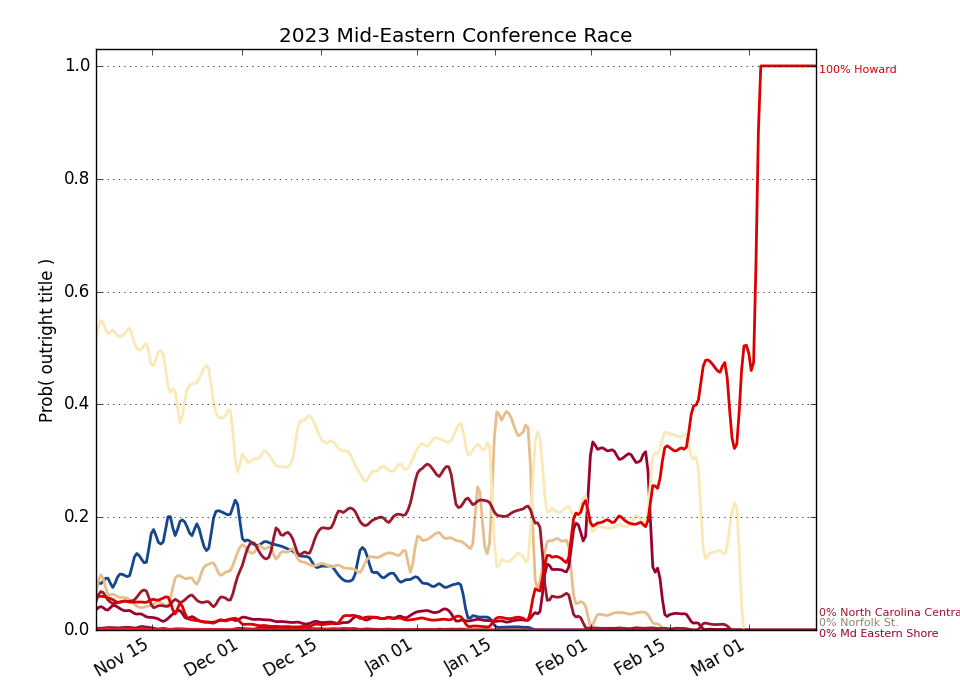 2023 Mid-Eastern Conference Race
1.0
100% Howard
0.8
0.6
Prob( outright title )
0.4
0.2
0% North Carolina Centra
0% Norfolk St.
0.0
0% Md Eastern Shore
Nov 15
Dec 01
Dec 15
Jan 01
Jan 15
Feb 01
Feb 15
Mar 01